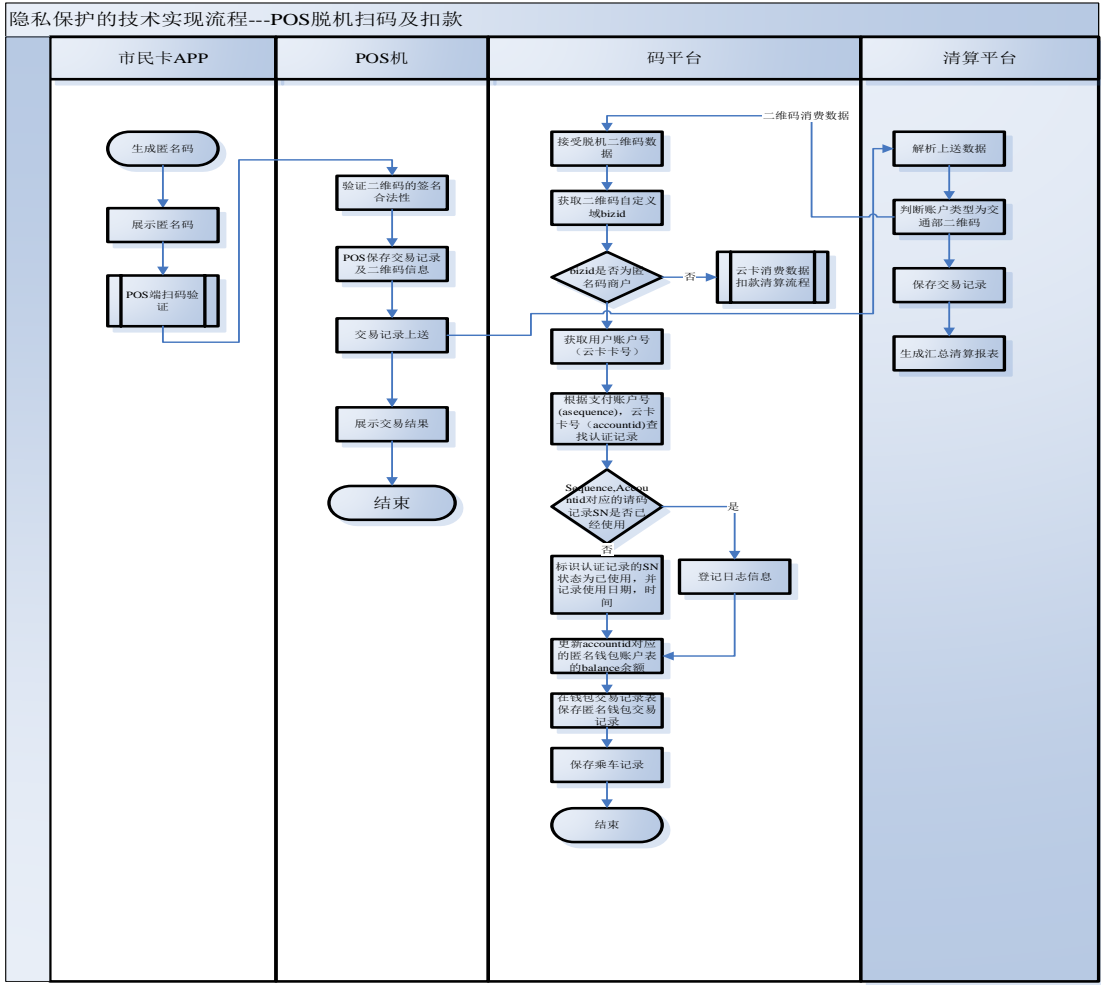 隐私保护的技术实现流程---POS脱机扫码及扣款
市民卡APP
POS机
码平台
清算平台
生成匿名码
展示匿名码
POS端扫码验
证
验证二维码的签名
合法性
POS保存交易记录
及二维码信息
交易记录上送
展示交易结果
结束
二维码消费数据
接受脱机二维码数
据
获取二维码自定义
域bizid
bizid是否为匿
名码商户
否
云卡消费数据
扣款清算流程
获取用户账户号
（云卡卡号）
根据支付账户号
(asequence)，云卡
卡号（accountid)查
找认证记录
Sequence,Accou
ntid对应的请码
记录SN是否已
经使用
是
否
标识认证记录的SN
状态为已使用，并
记录使用日期，时
间
登记日志信息
更新accountid对应
的匿名钱包账户表
的balance余额
在钱包交易记录表
保存匿名钱包交易
记录
保存乘车记录
结束
解析上送数据
判断账户类型为交
通部二维码
保存交易记录
生成汇总清算报表